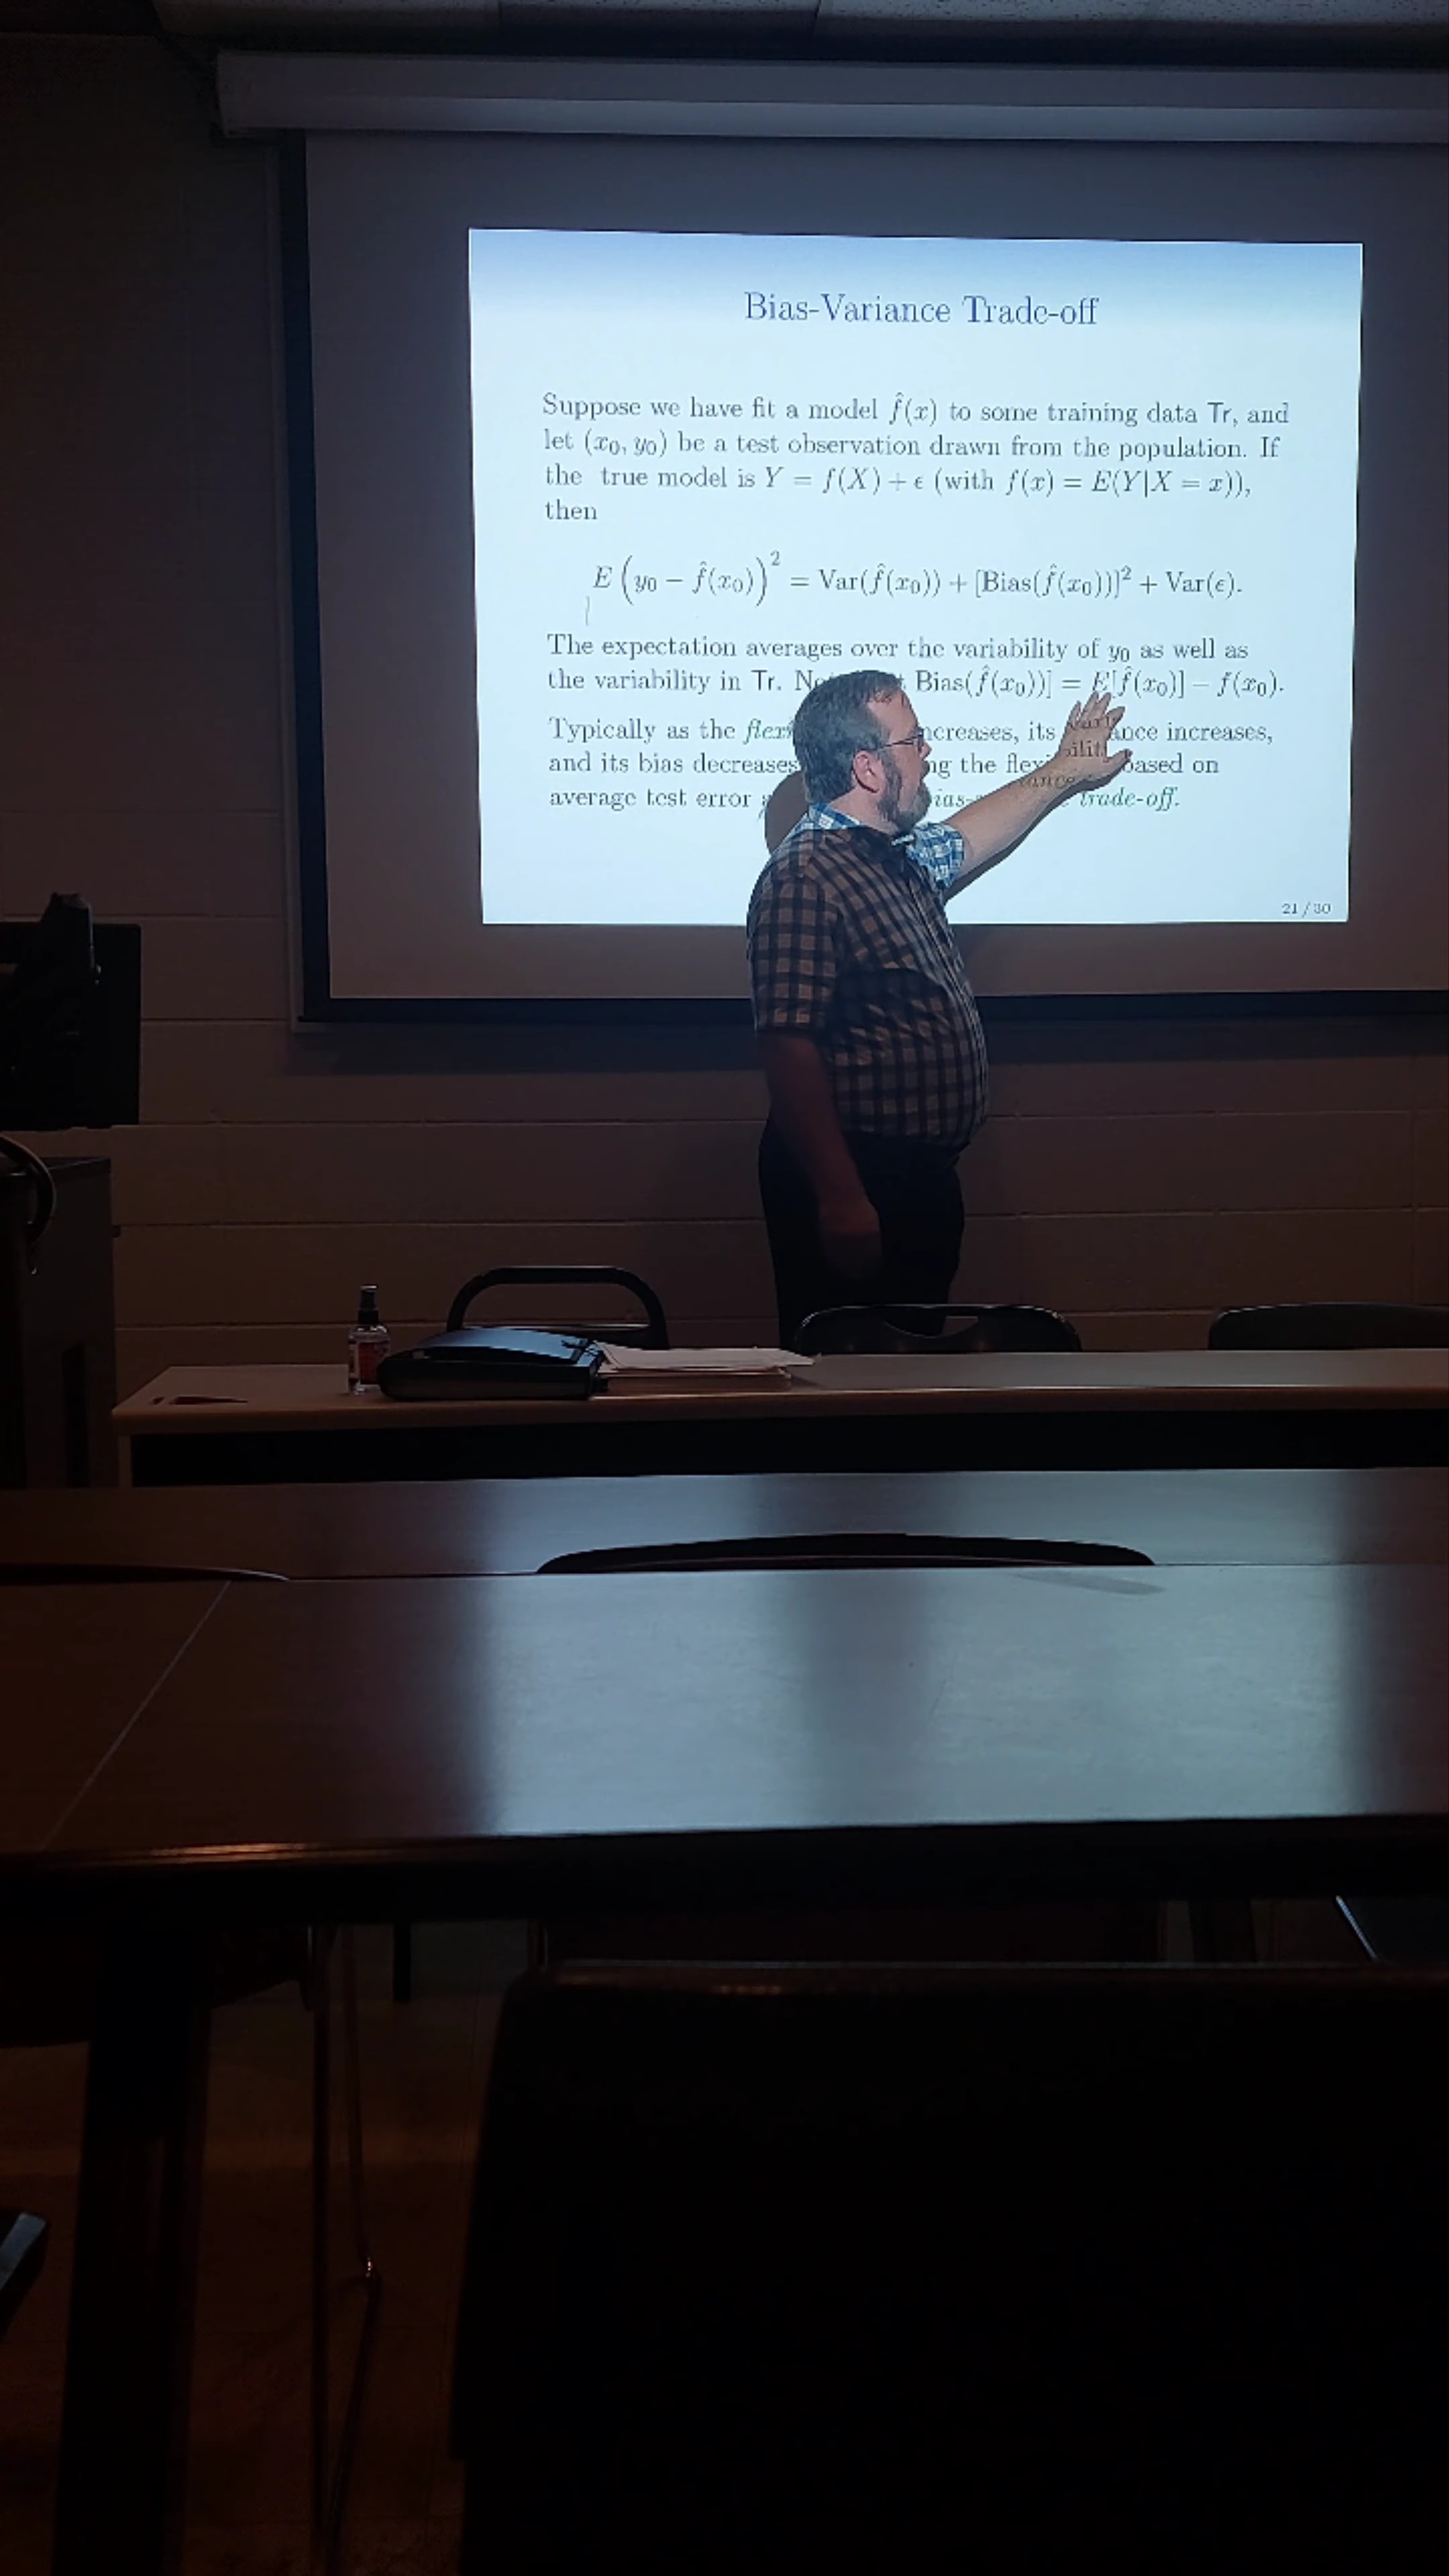 Bias-Variance Trade-off
Suppose we have fit a model f̂(x) to some training data Tr, and
let (x₀, y₀) be a test observation drawn from the population. If
the true model is Y = f(X) + ϵ (with f(x) = E(Y|X = x)),
then
E (y₀ − f̂(x₀))² = Var(f̂(x₀)) + [Bias(f̂(x₀))]² + Var(ϵ).
The expectation averages over the variability of y₀ as well as
the variability in Tr. Bias(f̂(x₀))] = E[f̂(x₀)] − f(x₀).
Typically as the increases, its variance increases,
and its bias decreases the based on
average test error trade-off.
21 / 30